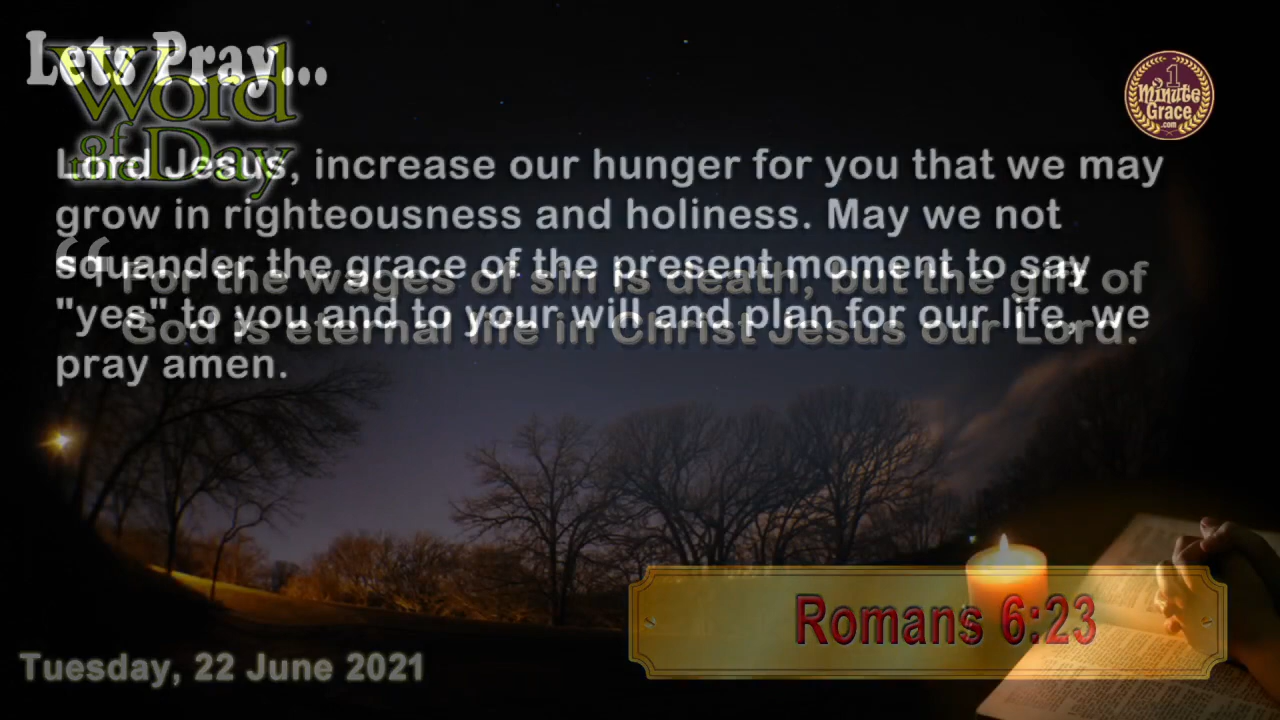 Lets Pray...
Word
of
the Day
1
Minute
Grace
.com
Lord Jesus, increase our hunger for you that we may
grow in righteousness and holiness. May we not
squander the grace of the present moment to say
"yes" to you and to your will and plan for our life, we
pray amen.
“ For the wages of sin is death, but the gift of
God is eternal life in Christ Jesus our Lord.
Romans 6:23
Tuesday, 22 June 2021